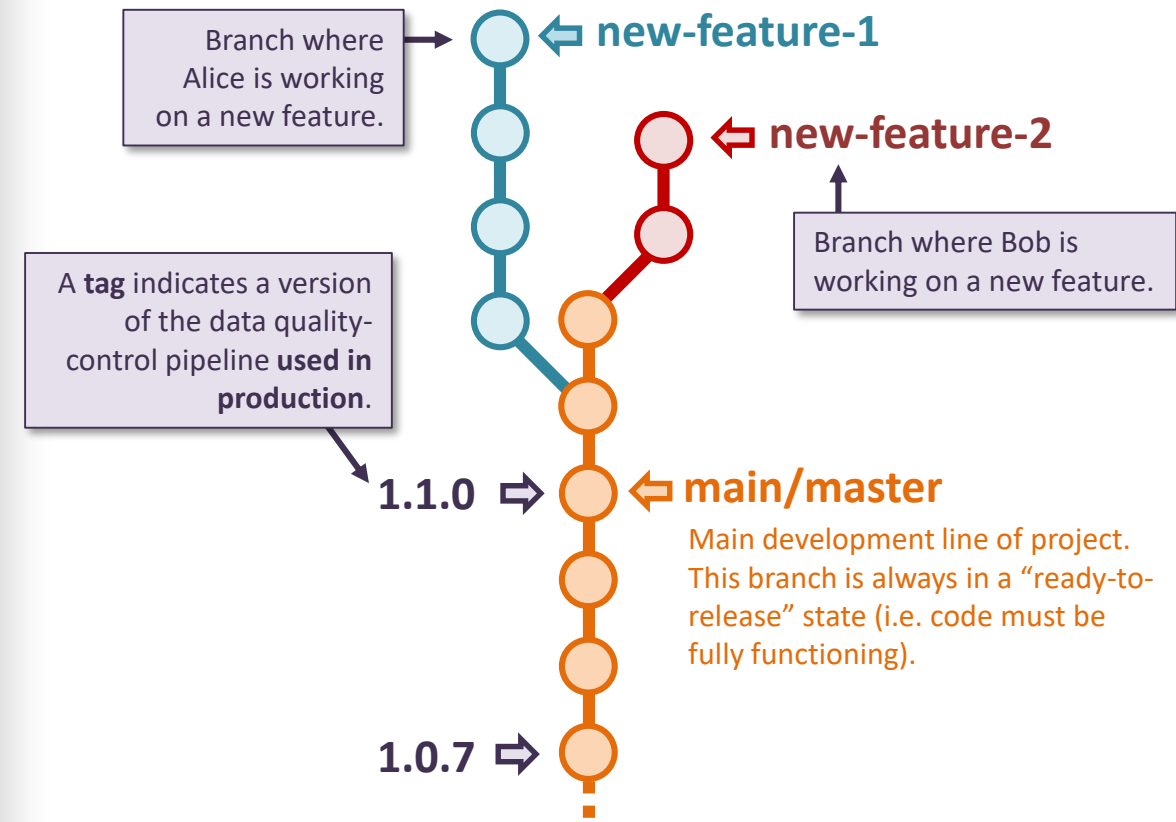 Branch where
Alice is working
on a new feature.
new-feature-1
new-feature-2
Branch where Bob is
working on a new feature.
A tag indicates a version
of the data quality-
control pipeline used in
production.
1.1.0
main/master
Main development line of project.
This branch is always in a “ready-to-
release” state (i.e. code must be
fully functioning).
1.0.7